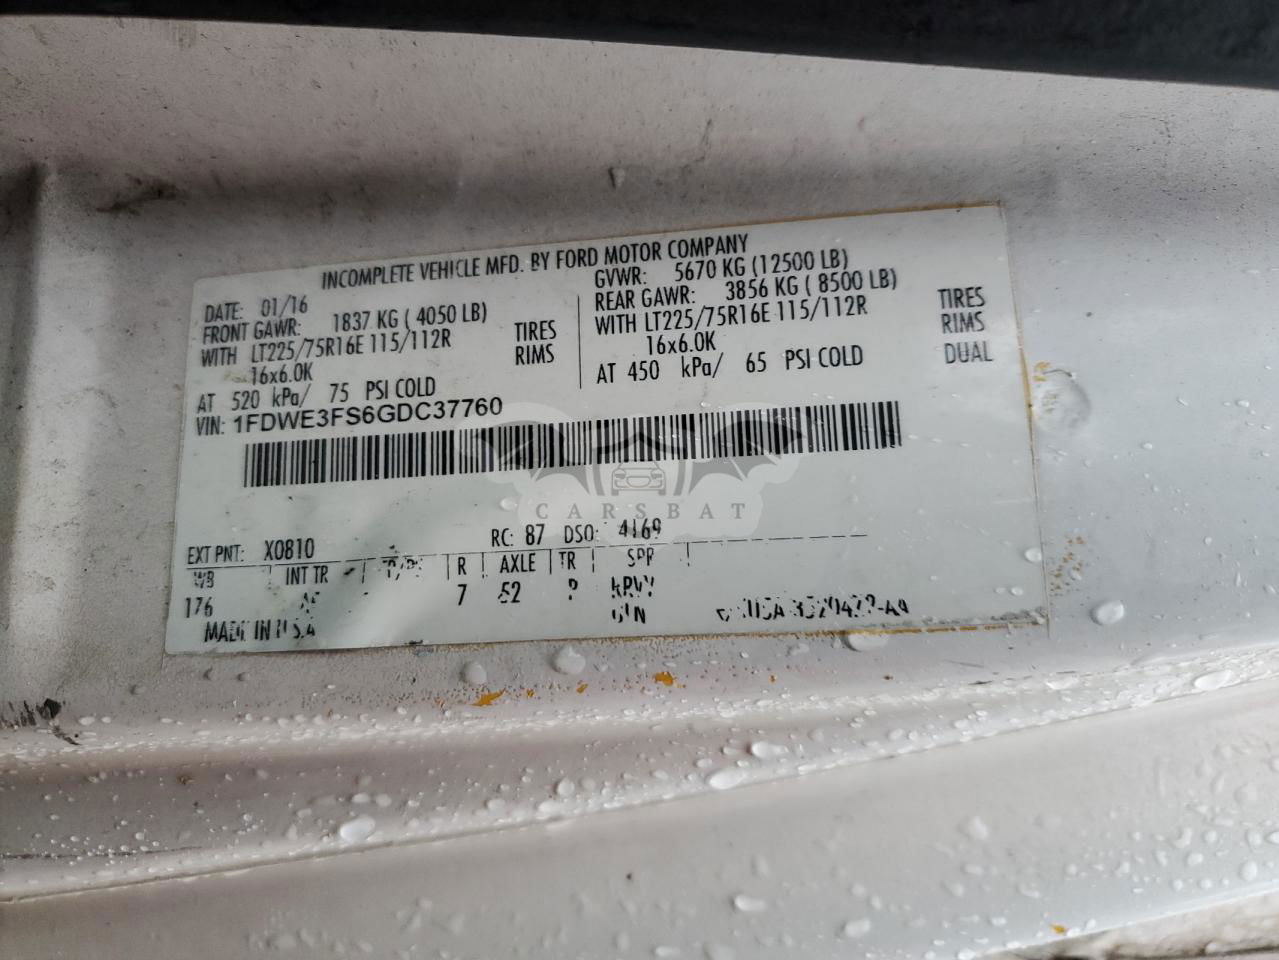 INCOMPLETE VEHICLE MFD. BY FORD MOTOR COMPANY
DATE: 01/16
GVWR: 5670 KG (12500 LB)
FRONT GAWR: 1837 KG ( 4050 LB)
REAR GAWR: 3856 KG ( 8500 LB)
WITH LT225/75R16E 115/112R TIRES
WITH LT225/75R16E 115/112R TIRES
16x6.0K RIMS
16x6.0K RIMS
AT 520 kPa/ 75 PSI COLD
AT 450 kPa/ 65 PSI COLD DUAL
VIN: 1FDWE3FS6GDC37760
CARSBAT
EXT PNT: XO810 RC: 87 DSO: 4169
WB INT TR R AXLE TR SPR
176 7 52
MADE IN U.S.A